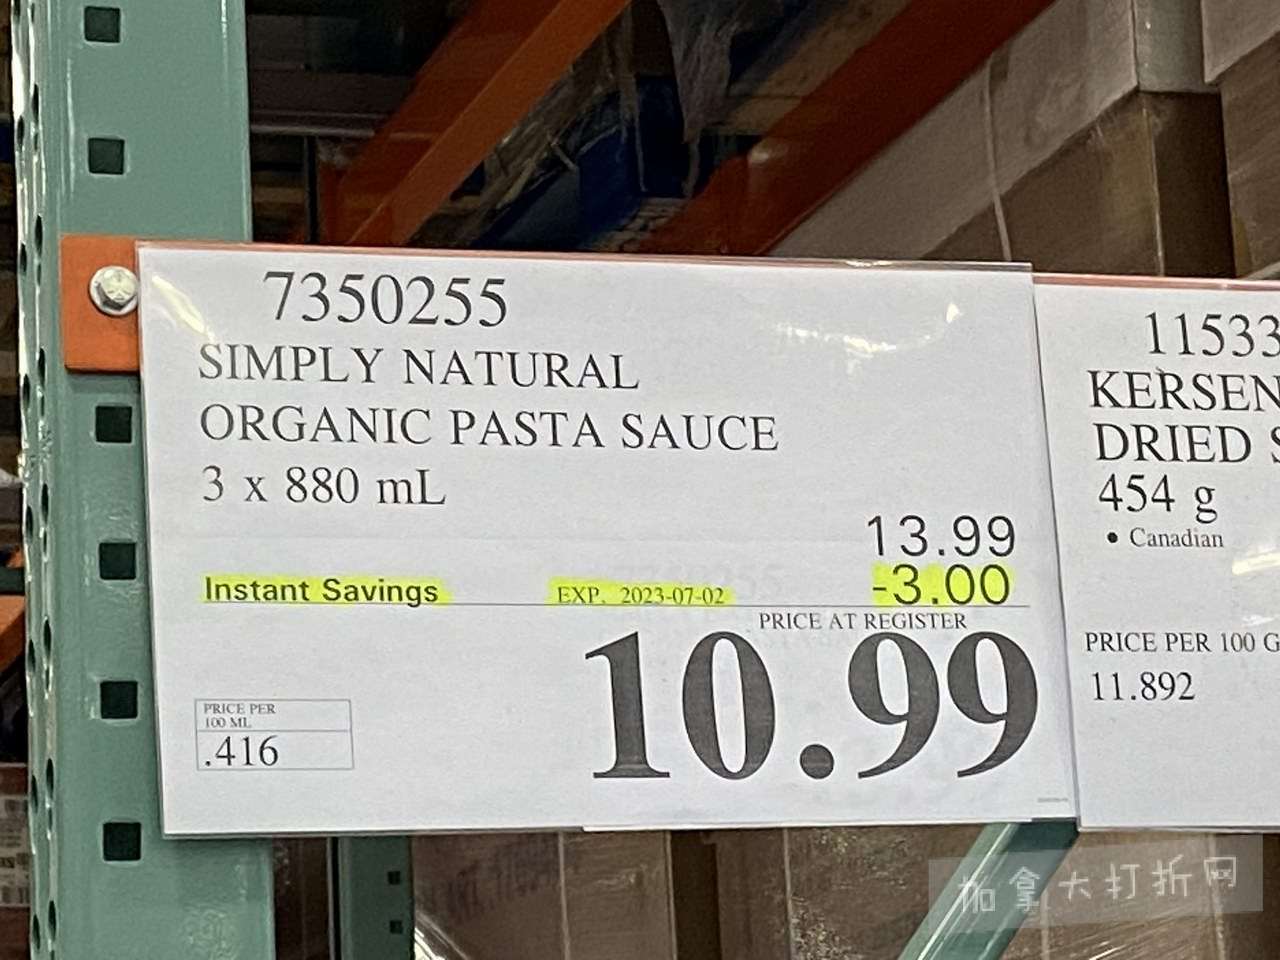 7350255
SIMPLY NATURAL
ORGANIC PASTA SAUCE
3 x 880 mL
13.99
Instant Savings EXP. 2023-07-02 -3.00
PRICE AT REGISTER
10.99
PRICE PER
100 ML
.416
11533
KERSEN
DRIED
454 g
• Canadian
PRICE PER 100 G
11.892
加拿大打折网